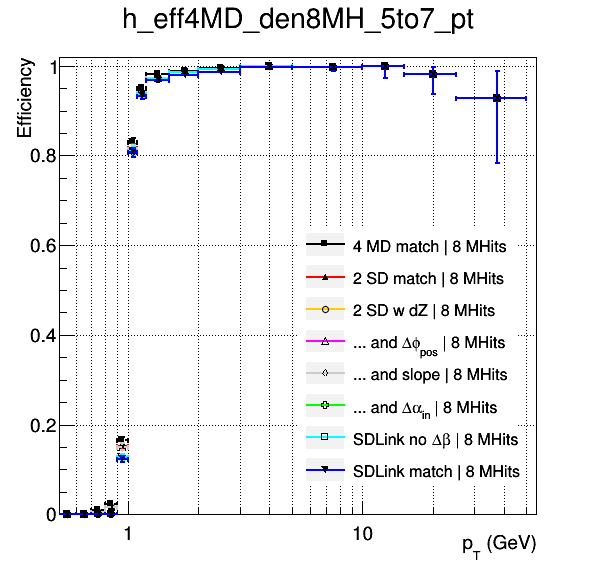 h_eff4MD_den8MH_5to7_pt
Efficiency
1
0.8
0.6
0.4
0.2
0
4 MD match | 8 MHits
2 SD match | 8 MHits
2 SD w dZ | 8 MHits
... and Δϕpos | 8 MHits
... and slope | 8 MHits
... and Δαin | 8 MHits
SDLink no Δβ | 8 MHits
SDLink match | 8 MHits
1 10
pT (GeV)